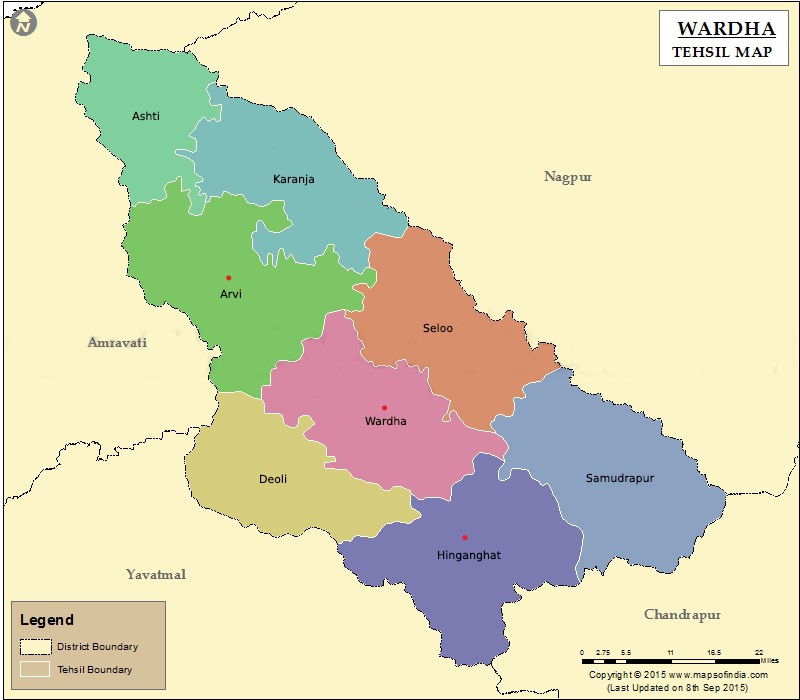 N
WARDHA
TEHSIL MAP
Ashti
Karanja
Nagpur
Arvi
Seloo
Amravati
Wardha
Deoli
Samudrapur
Hinganghat
Yavatmal
Chandrapur
Legend
District Boundary
Tehsil Boundary
0 2.75 5.5 11 16.5 22
Miles
Copyright © 2015 www.mapsofindia.com
(Last Updated on 8th Sep 2015)